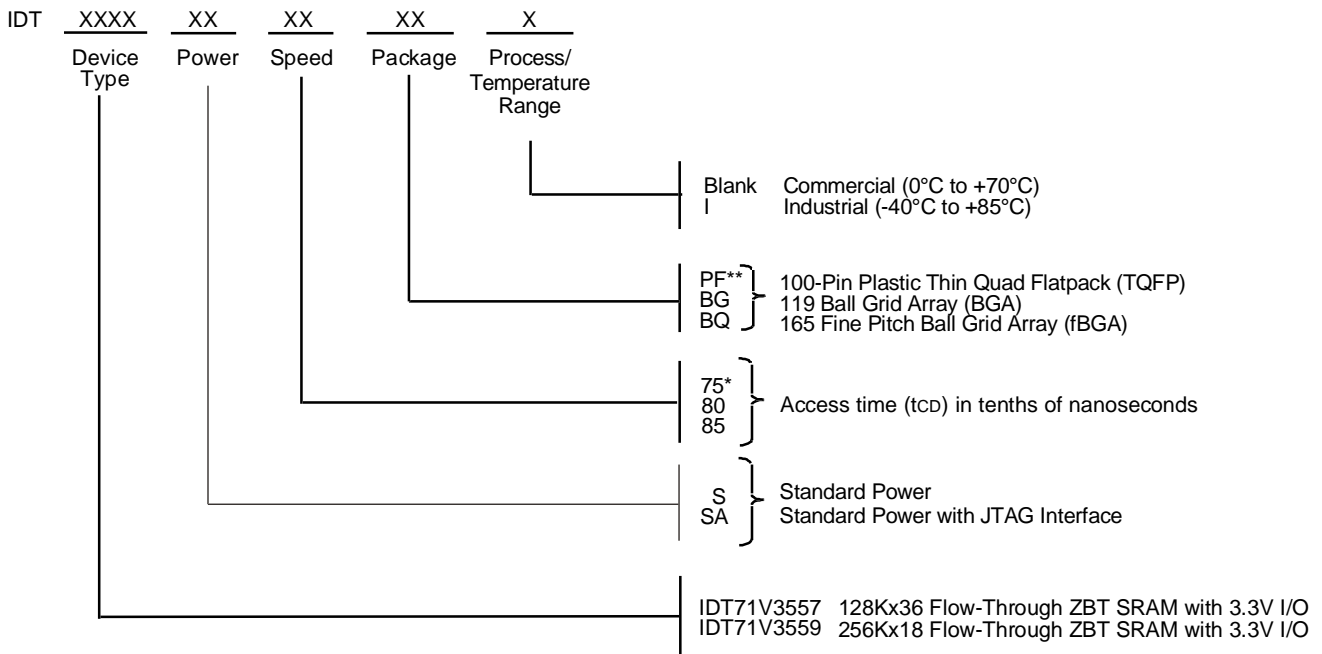 IDT XXXX XX XX XX X
Device Type Power Speed Package Process/ Temperature Range
Blank Commercial (0°C to +70°C)
I Industrial (-40°C to +85°C)
PF** 100-Pin Plastic Thin Quad Flatpack (TQFP)
BG 119 Ball Grid Array (BGA)
BQ 165 Fine Pitch Ball Grid Array (fBGA)
75*
80 Access time (tCD) in tenths of nanoseconds
85
S Standard Power
SA Standard Power with JTAG Interface
IDT71V3557 128Kx36 Flow-Through ZBT SRAM with 3.3V I/O
IDT71V3559 256Kx18 Flow-Through ZBT SRAM with 3.3V I/O